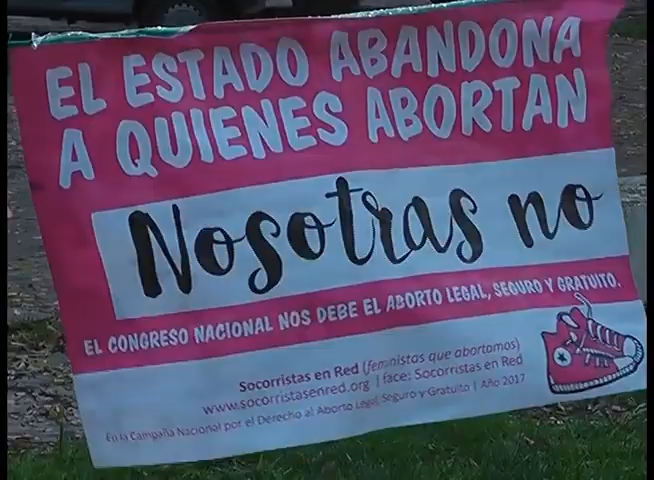 EL ESTADO ABANDONA
A QUIENES ABORTAN
Nosotras no
EL CONGRESO NACIONAL NOS DEBE EL ABORTO LEGAL, SEGURO Y GRATUITO.
Socorristas en Red (feministas que abortamos)
www.socorristasenred.org | face: Socorristas en Red
En la Campaña Nacional por el Derecho al Aborto Legal Seguro y Gratuito | Año 2017